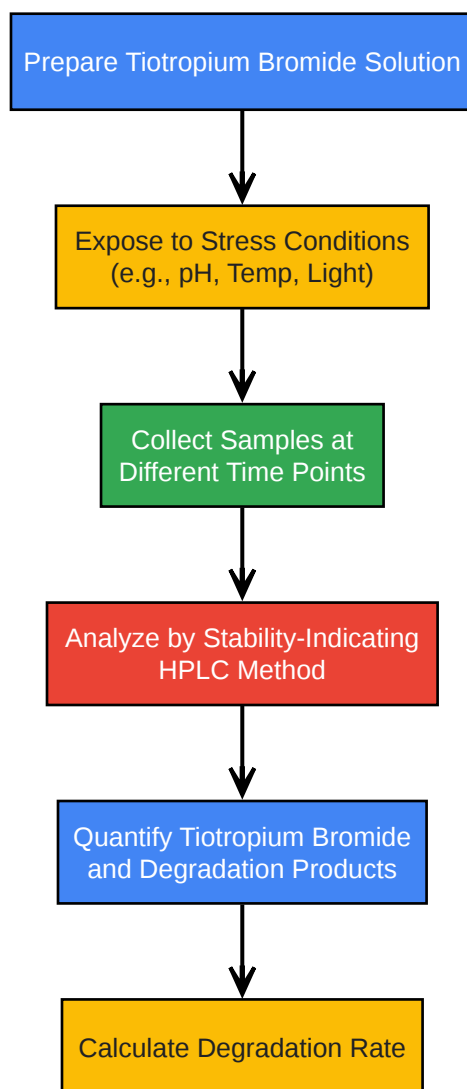 Prepare Tiotropium Bromide Solution
Expose to Stress Conditions
(e.g., pH, Temp, Light)
Collect Samples at
Different Time Points
Analyze by Stability-Indicating
HPLC Method
Quantify Tiotropium Bromide
and Degradation Products
Calculate Degradation Rate